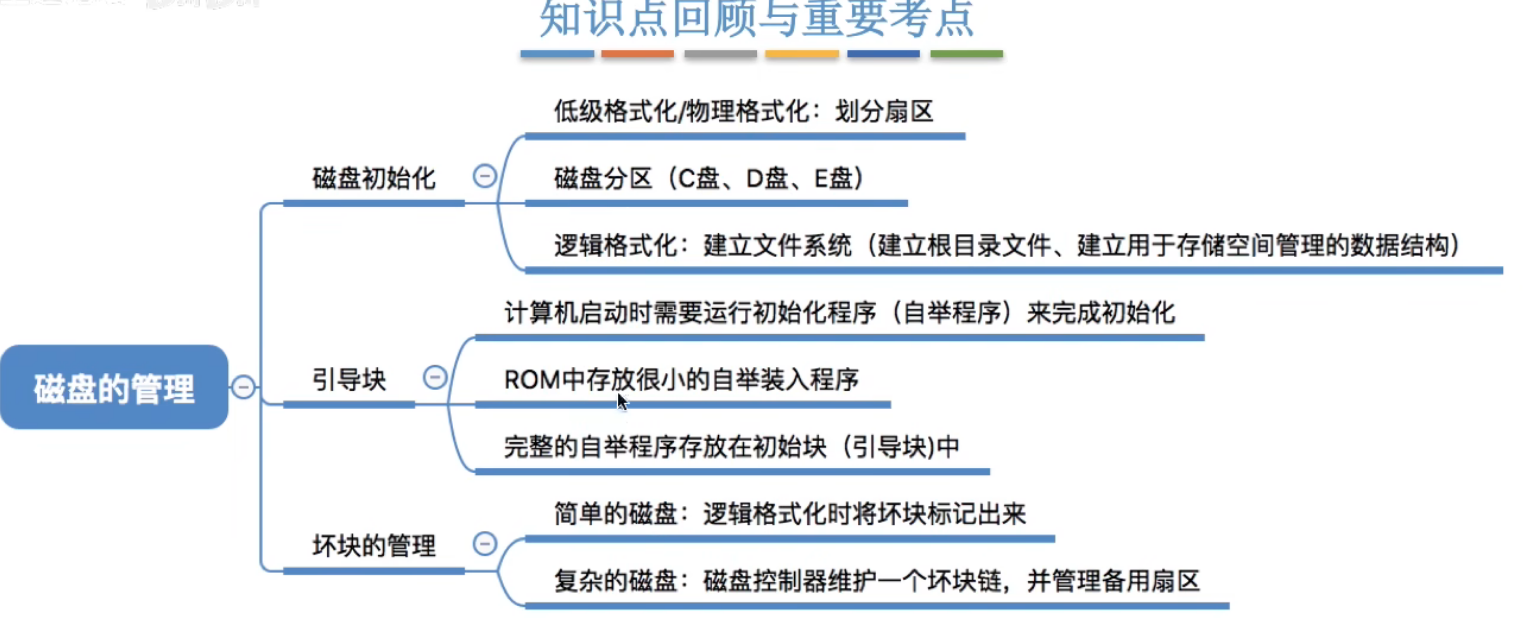 知识点回顾与重要考点
低级格式化/物理格式化：划分扇区
磁盘初始化
磁盘分区（C盘、D盘、E盘）
逻辑格式化：建立文件系统（建立根目录文件、建立用于存储空间管理的数据结构）
计算机启动时需要运行初始化程序（自举程序）来完成初始化
磁盘的管理
引导块
ROM中存放很小的自举装入程序
完整的自举程序存放在初始块（引导块)中
简单的磁盘：逻辑格式化时将坏块标记出来
坏块的管理
复杂的磁盘：磁盘控制器维护一个坏块链，并管理备用扇区